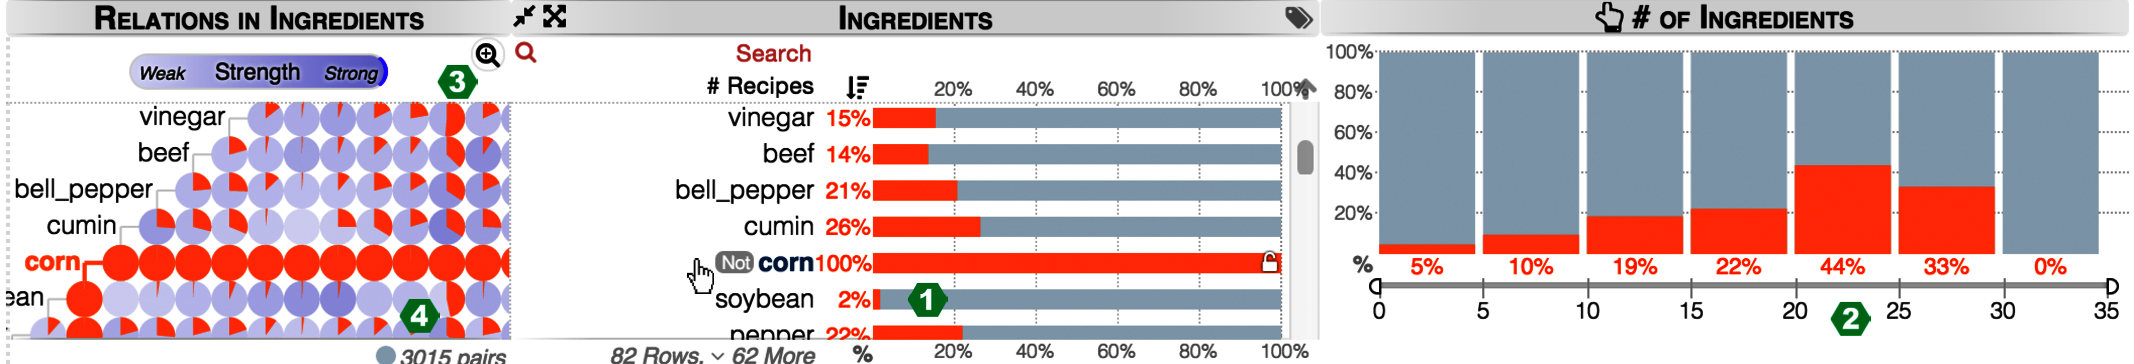 Relations in Ingredients
Weak Strength Strong
3
vinegar
beef
bell_pepper
cumin
corn
ean
4
3015 pairs
Ingredients
Search
# Recipes 20% 40% 60% 80% 100%
vinegar 15%
beef 14%
bell_pepper 21%
cumin 26%
Not corn 100%
soybean 2% 1
pepper 22%
82 Rows. 62 More % 20% 40% 60% 80% 100%
# of Ingredients
100%
80%
60%
40%
20%
% 5% 10% 19% 22% 44% 33% 0%
0 5 10 15 20 25 30 35
2